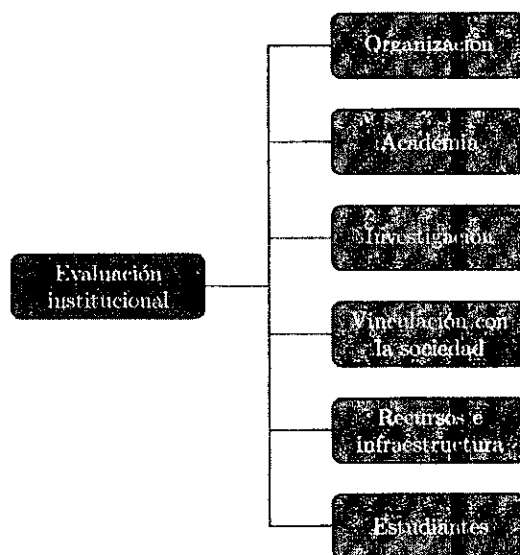 Organización
Academia
Investigación
Evaluación
institucional
Vinculación con
la sociedad
Recursos e
infraestructura
Estudiantes